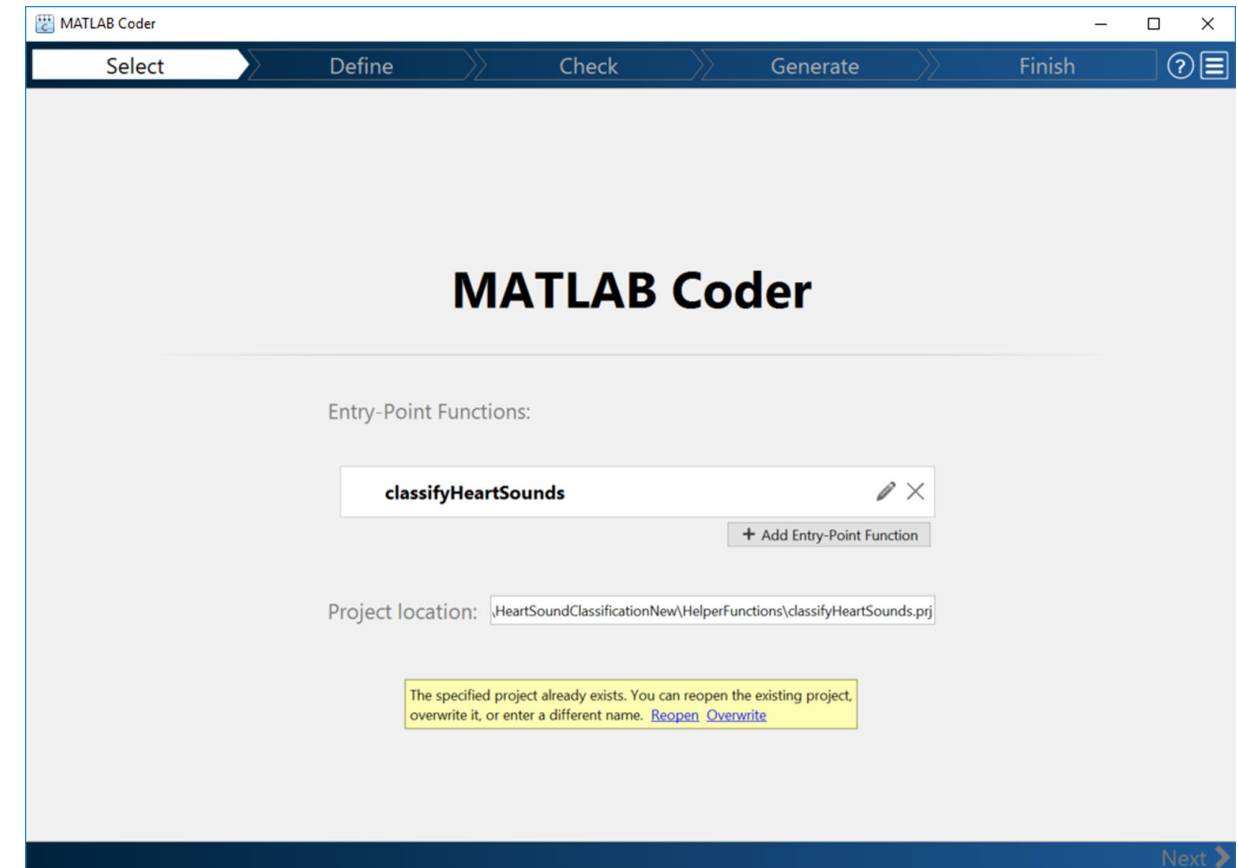 MATLAB Coder
Select Define Check Generate Finish
MATLAB Coder
Entry-Point Functions:
classifyHeartSounds
+ Add Entry-Point Function
Project location: \HeartSoundClassificationNew\HelperFunctions\classifyHeartSounds.prj
The specified project already exists. You can reopen the existing project,
overwrite it, or enter a different name. Reopen Overwrite
Next